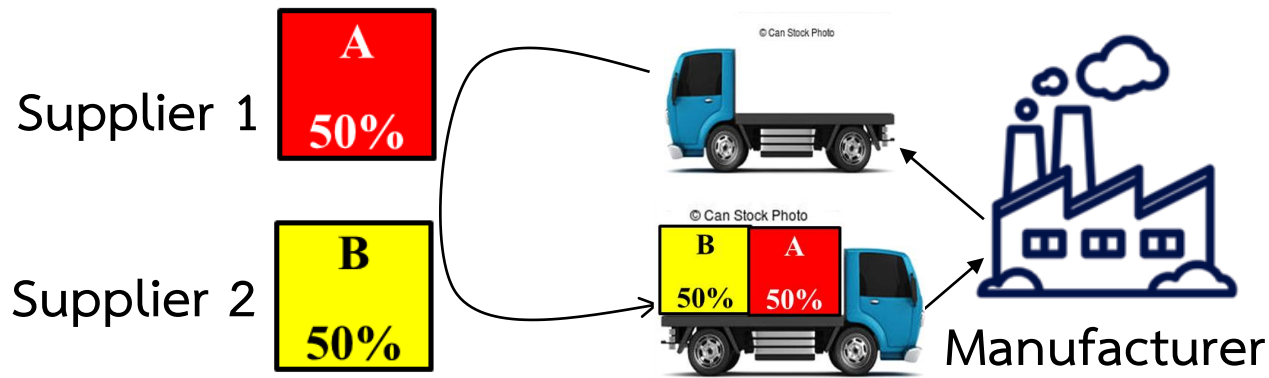 Supplier 1
A
50%
© Can Stock Photo
Supplier 2
B
50%
© Can Stock Photo
B
50%
A
50%
Manufacturer